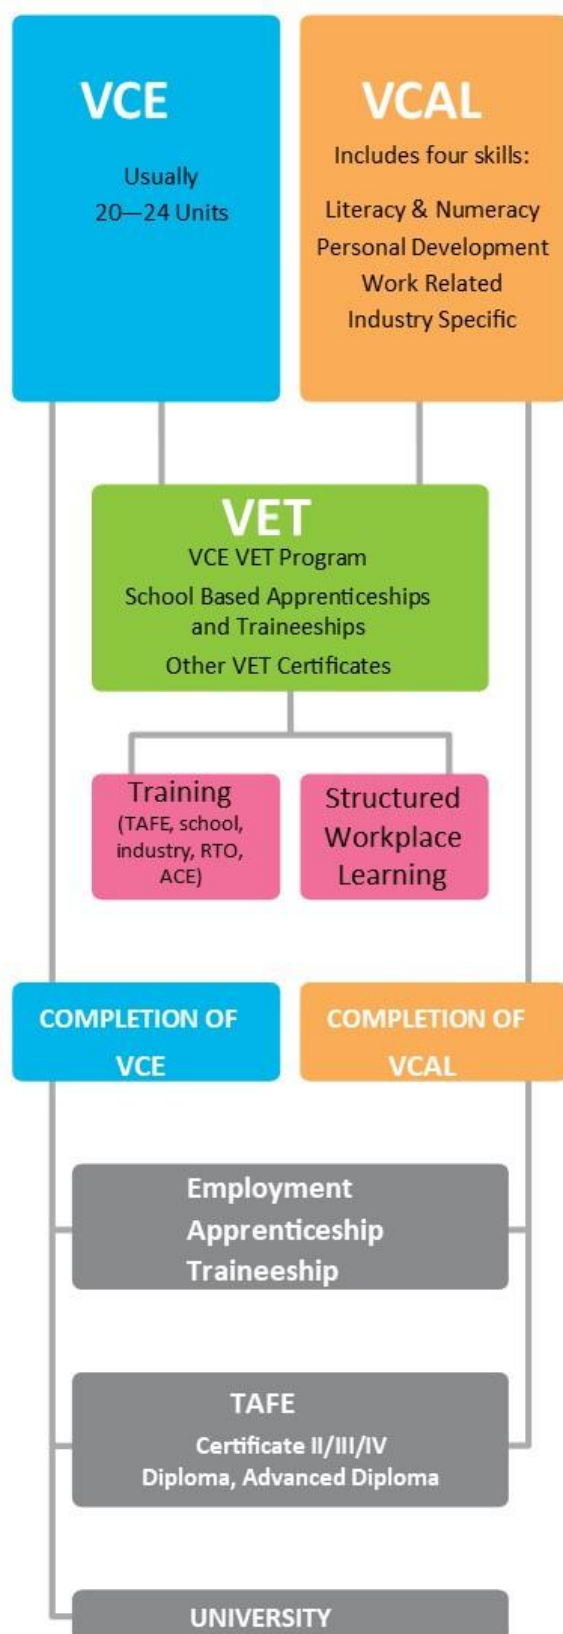 VCE
Usually
20—24 Units
VCAL
Includes four skills:
Literacy & Numeracy
Personal Development
Work Related
Industry Specific
VET
VCE VET Program
School Based Apprenticeships
and Traineeships
Other VET Certificates
Training
(TAFE, school,
industry, RTO,
ACE)
Structured
Workplace
Learning
COMPLETION OF
VCE
COMPLETION OF
VCAL
Employment
Apprenticeship
Traineeship
TAFE
Certificate II/III/IV
Diploma, Advanced Diploma
UNIVERSITY